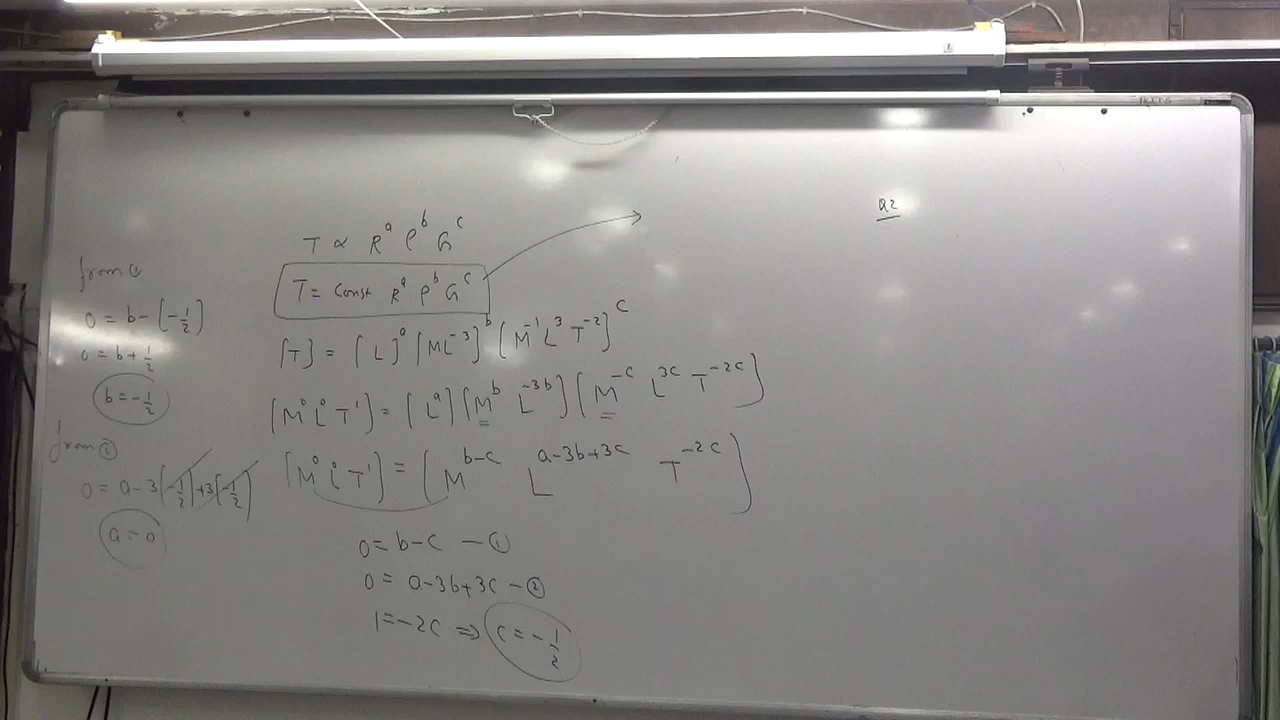 T ∝ R^a ρ^b G^c
T = Const R^a ρ^b G^c
[T] = [L]^a [ML^-3]^b [M^-1 L^3 T^-2]^c
[M^0 L^0 T^1] = [L^a] [M^b L^-3b] [M^-c L^3c T^-2c]
[M^0 L^0 T^1] = [M^b-c L^a-3b+3c T^-2c]
0 = b-c — ①
0 = a-3b+3c - ②
1 = -2c ⇒ c = -1/2
from ①
0 = b-(-1/2)
0 = b+1/2
b = -1/2
from ②
0 = a-3(-1/2)+3(-1/2)
a = 0
Q2